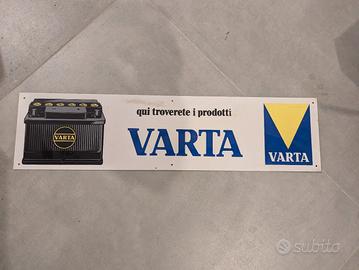 VARTA
qui troverete i prodotti
VARTA
VARTA
subito